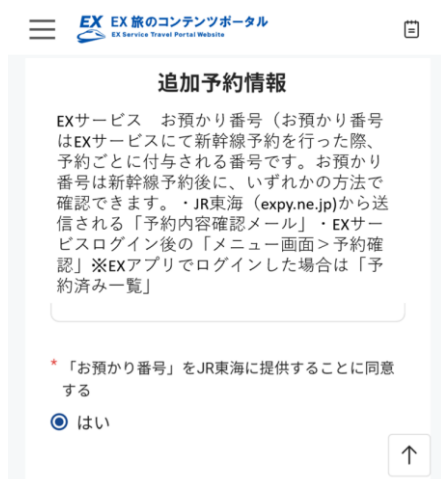 EX EX 旅のコンテンツポータル
EX Service Travel Portal Website
追加予約情報
EXサービス　お預かり番号（お預かり番号
はEXサービスにて新幹線予約を行った際、
予約ごとに付与される番号です。お預かり
番号は新幹線予約後に、いずれかの方法で
確認できます。・JR東海（expy.ne.jp)から送
信される「予約内容確認メール」・EXサー
ビスログイン後の「メニュー画面＞予約確
認」※EXアプリでログインした場合は「予
約済み一覧」
*「お預かり番号」をJR東海に提供することに同意
する
はい